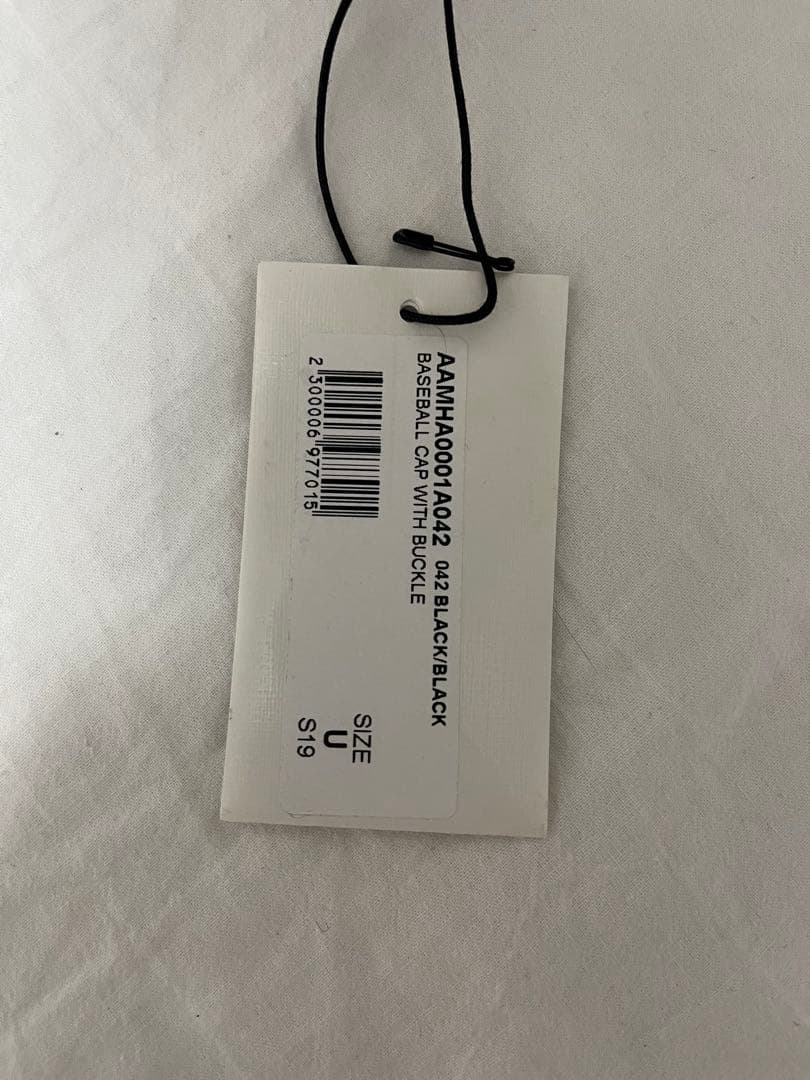 AAMHA0001A042 042 BLACK/BLACK
BASEBALL CAP WITH BUCKLE
2 300006 977015
SIZE
U
S19